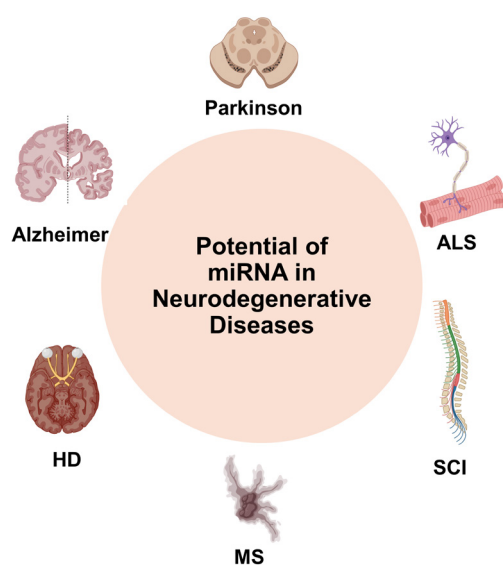 Parkinson
Alzheimer
ALS
Potential of
miRNA in
Neurodegenerative
Diseases
HD
SCI
MS